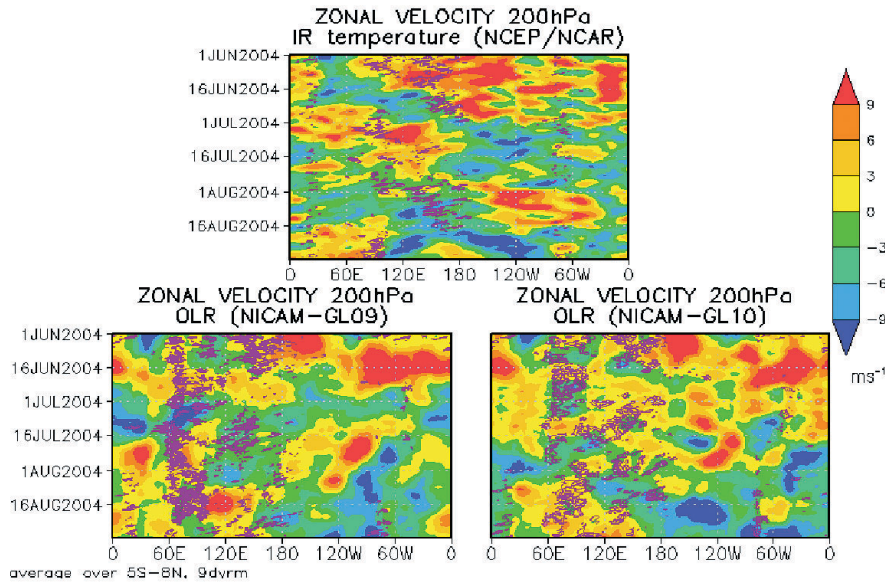 ZONAL VELOCITY 200hPa
IR temperature (NCEP/NCAR)
1JUN2004
16JUN2004
1JUL2004
16JUL2004
1AUG2004
16AUG2004
0 60E 120E 180 120W 60W 0
9
6
3
0
-3
-6
-9
ms⁻¹
ZONAL VELOCITY 200hPa
OLR (NICAM-GL09)
1JUN2004
16JUN2004
1JUL2004
16JUL2004
1AUG2004
16AUG2004
0 60E 120E 180 120W 60W 0
ZONAL VELOCITY 200hPa
OLR (NICAM-GL10)
0 60E 120E 180 120W 60W 0
average over 5S-8N, 9dyrm